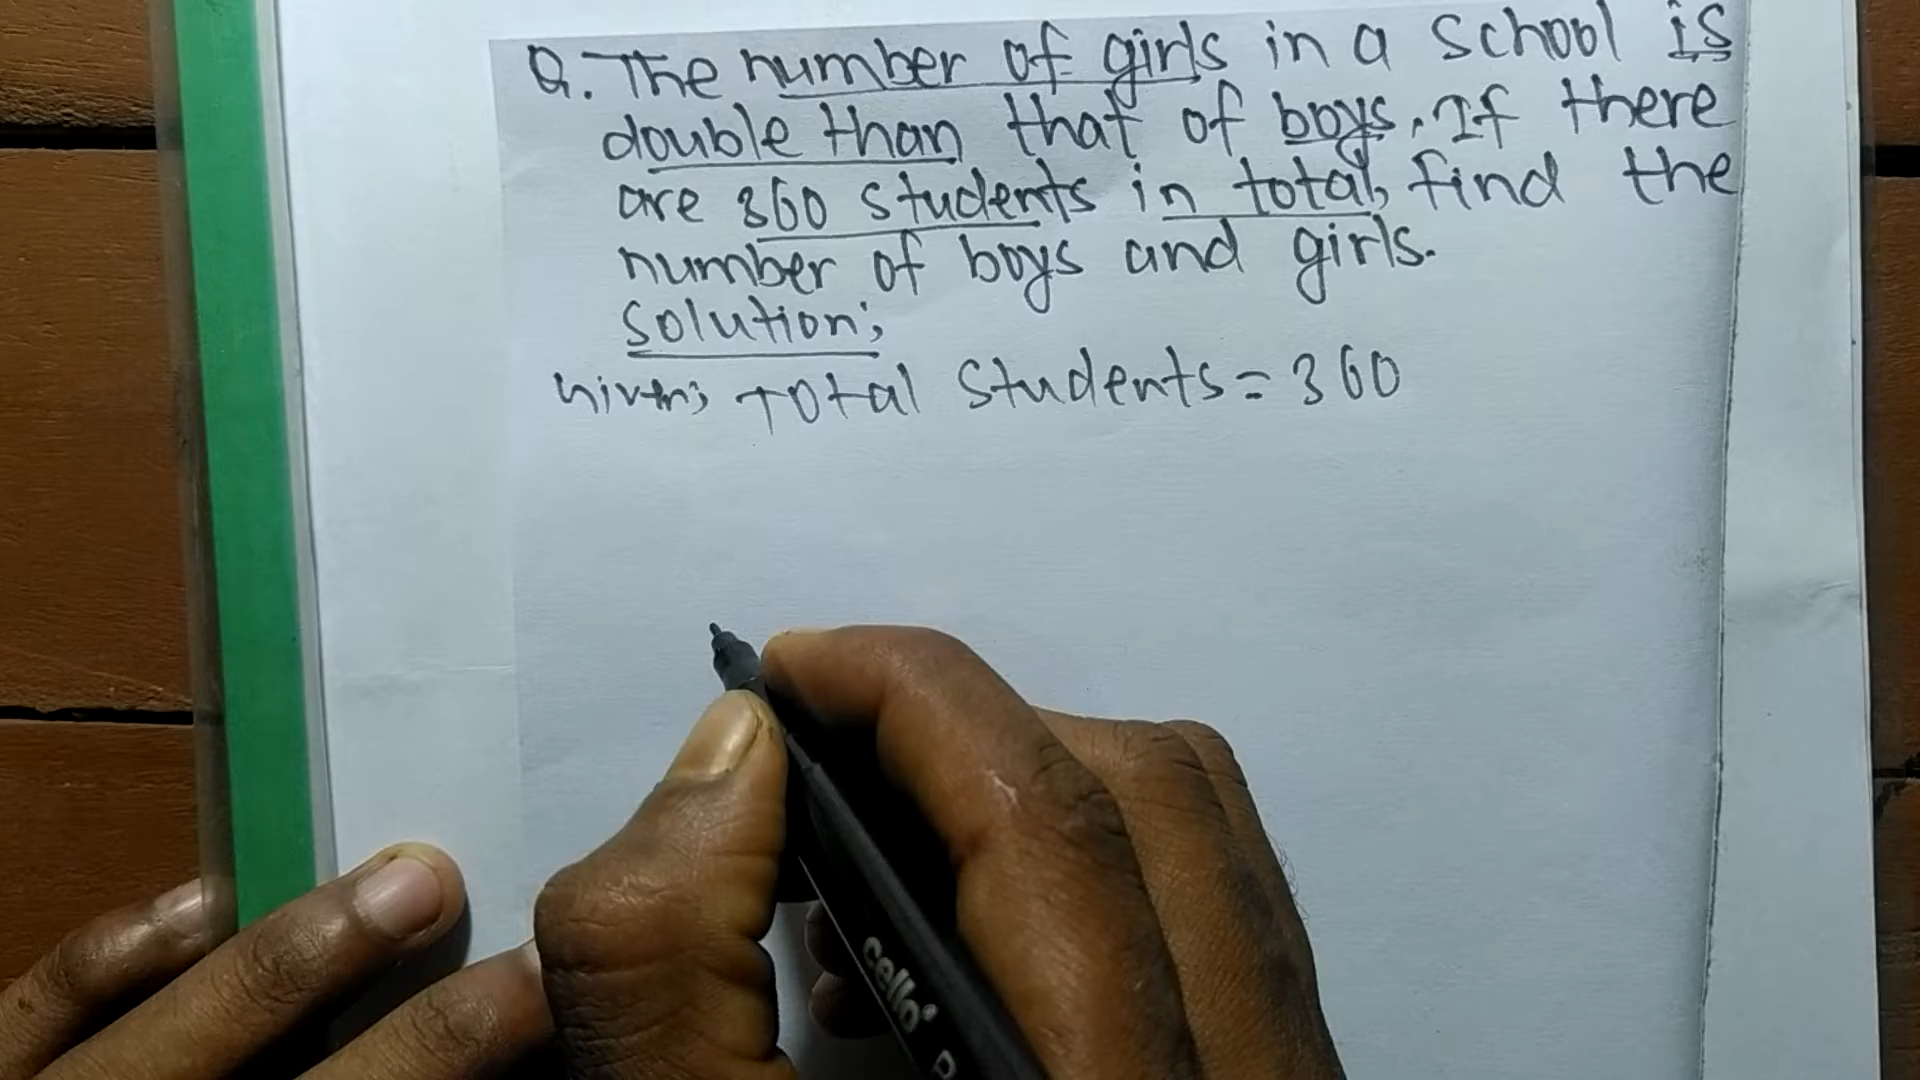 Q. The number of girls in a school is
double than that of boys. If there
are 360 students in total, find the
number of boys and girls.
Solution;
Given; Total Students = 360
cello